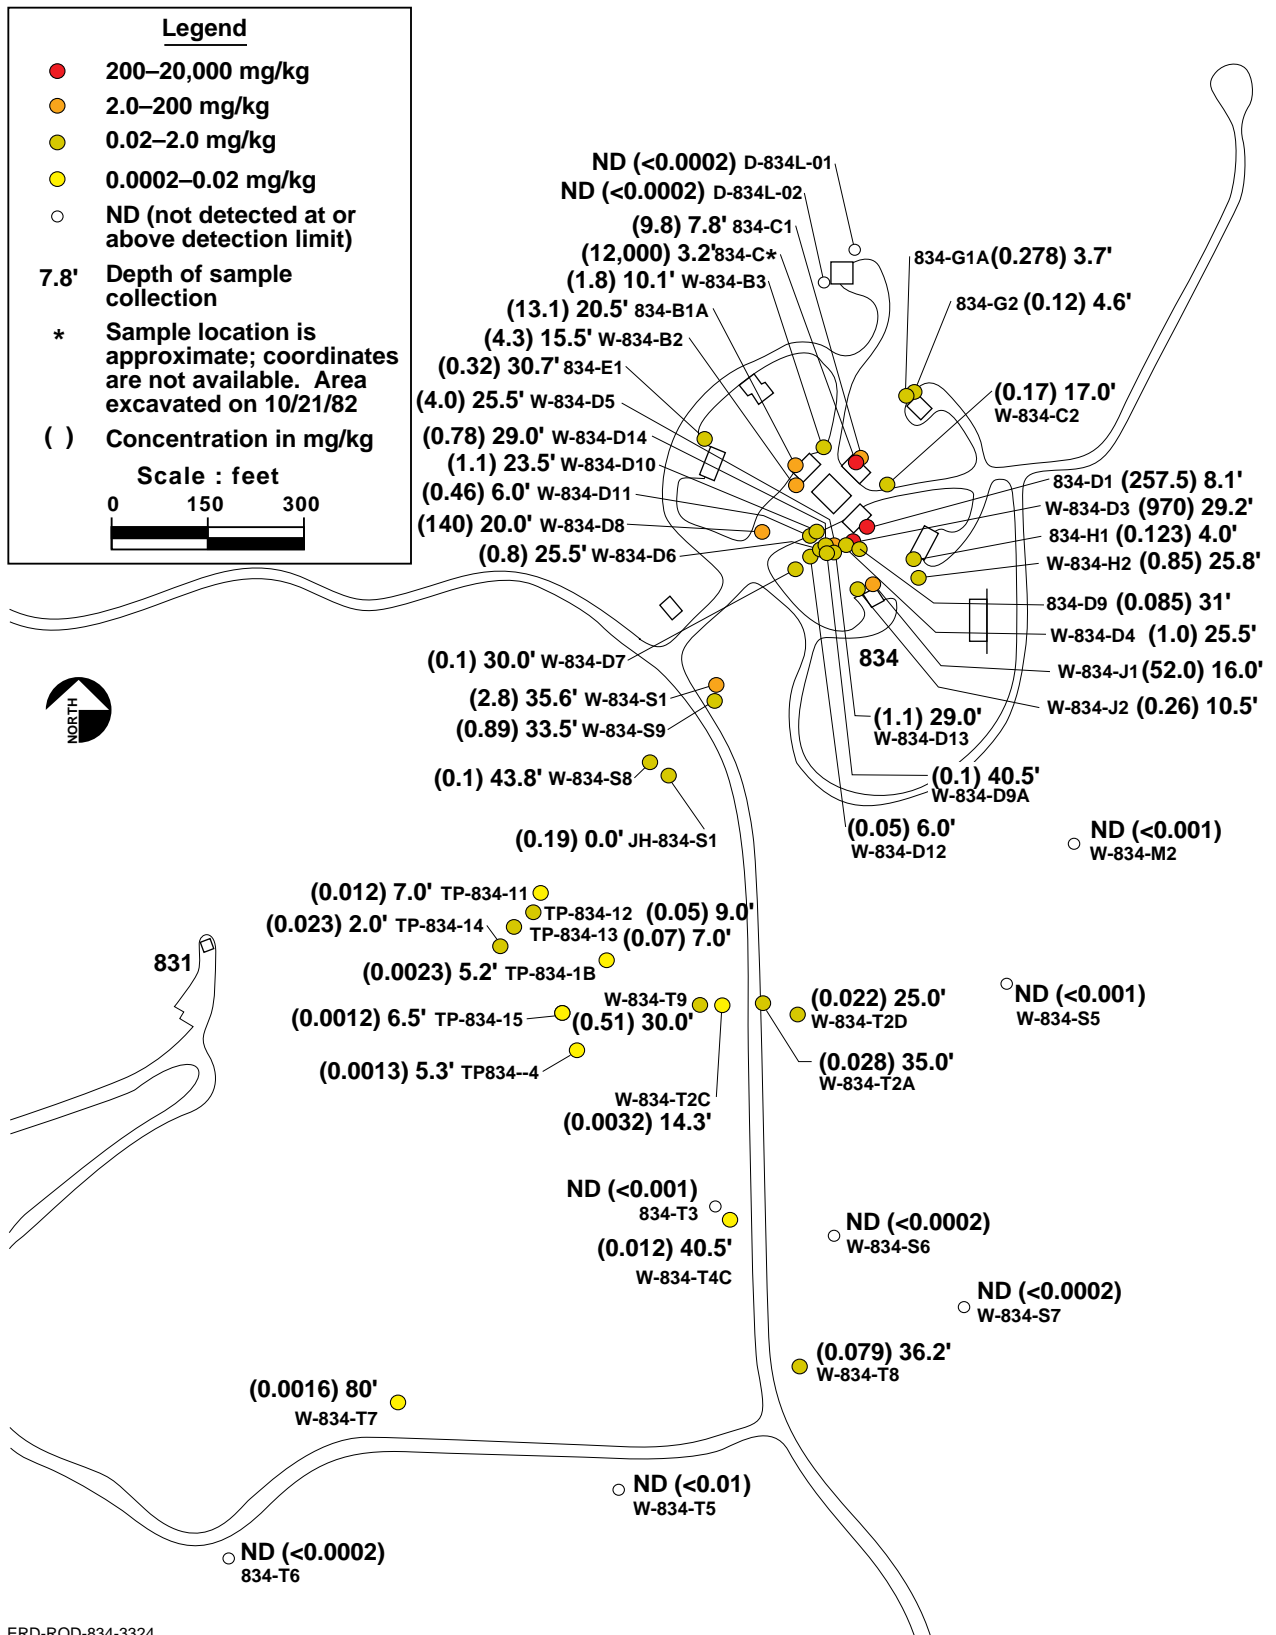 Legend
200–20,000 mg/kg
2.0–200 mg/kg
0.02–2.0 mg/kg
0.0002–0.02 mg/kg
ND (not detected at or
above detection limit)
7.8' Depth of sample
collection
* Sample location is
approximate; coordinates
are not available. Area
excavated on 10/21/82
( ) Concentration in mg/kg
Scale : feet
0 150 300
ND (<0.0002) D-834L-01
ND (<0.0002) D-834L-02
(9.8) 7.8' 834-C1
(12,000) 3.2' 834-C*
(1.8) 10.1' W-834-B3
(13.1) 20.5' 834-B1A
(4.3) 15.5' W-834-B2
(0.32) 30.7' 834-E1
(4.0) 25.5' W-834-D5
(0.78) 29.0' W-834-D14
(1.1) 23.5' W-834-D10
(0.46) 6.0' W-834-D11
(140) 20.0' W-834-D8
(0.8) 25.5' W-834-D6
834-G1A (0.278) 3.7'
834-G2 (0.12) 4.6'
(0.17) 17.0'
W-834-C2
834-D1 (257.5) 8.1'
W-834-D3 (970) 29.2'
834-H1 (0.123) 4.0'
W-834-H2 (0.85) 25.8'
834-D9 (0.085) 31'
W-834-D4 (1.0) 25.5'
W-834-J1 (52.0) 16.0'
W-834-J2 (0.26) 10.5'
834
(0.1) 30.0' W-834-D7
(2.8) 35.6' W-834-S1
(0.89) 33.5' W-834-S9
(0.1) 43.8' W-834-S8
(0.19) 0.0' JH-834-S1
NORTH
(1.1) 29.0'
W-834-D13
(0.1) 40.5'
W-834-D9A
(0.05) 6.0'
W-834-D12
ND (<0.001)
W-834-M2
(0.012) 7.0' TP-834-11
TP-834-12 (0.05) 9.0'
(0.023) 2.0' TP-834-14
TP-834-13 (0.07) 7.0'
831
(0.0023) 5.2' TP-834-1B
W-834-T9
(0.51) 30.0'
(0.0012) 6.5' TP-834-15
(0.0013) 5.3' TP834--4
(0.022) 25.0'
W-834-T2D
ND (<0.001)
W-834-S5
(0.028) 35.0'
W-834-T2A
W-834-T2C
(0.0032) 14.3'
ND (<0.001)
834-T3
(0.012) 40.5'
W-834-T4C
ND (<0.0002)
W-834-S6
ND (<0.0002)
W-834-S7
(0.079) 36.2'
W-834-T8
(0.0016) 80'
W-834-T7
ND (<0.01)
W-834-T5
ND (<0.0002)
834-T6
ERD-ROD-834-3324